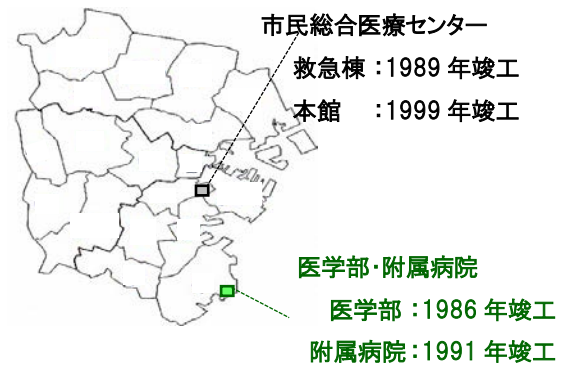 市民総合医療センター
救急棟：1989 年竣工
本館　：1999 年竣工
医学部・附属病院
医学部：1986 年竣工
附属病院：1991 年竣工